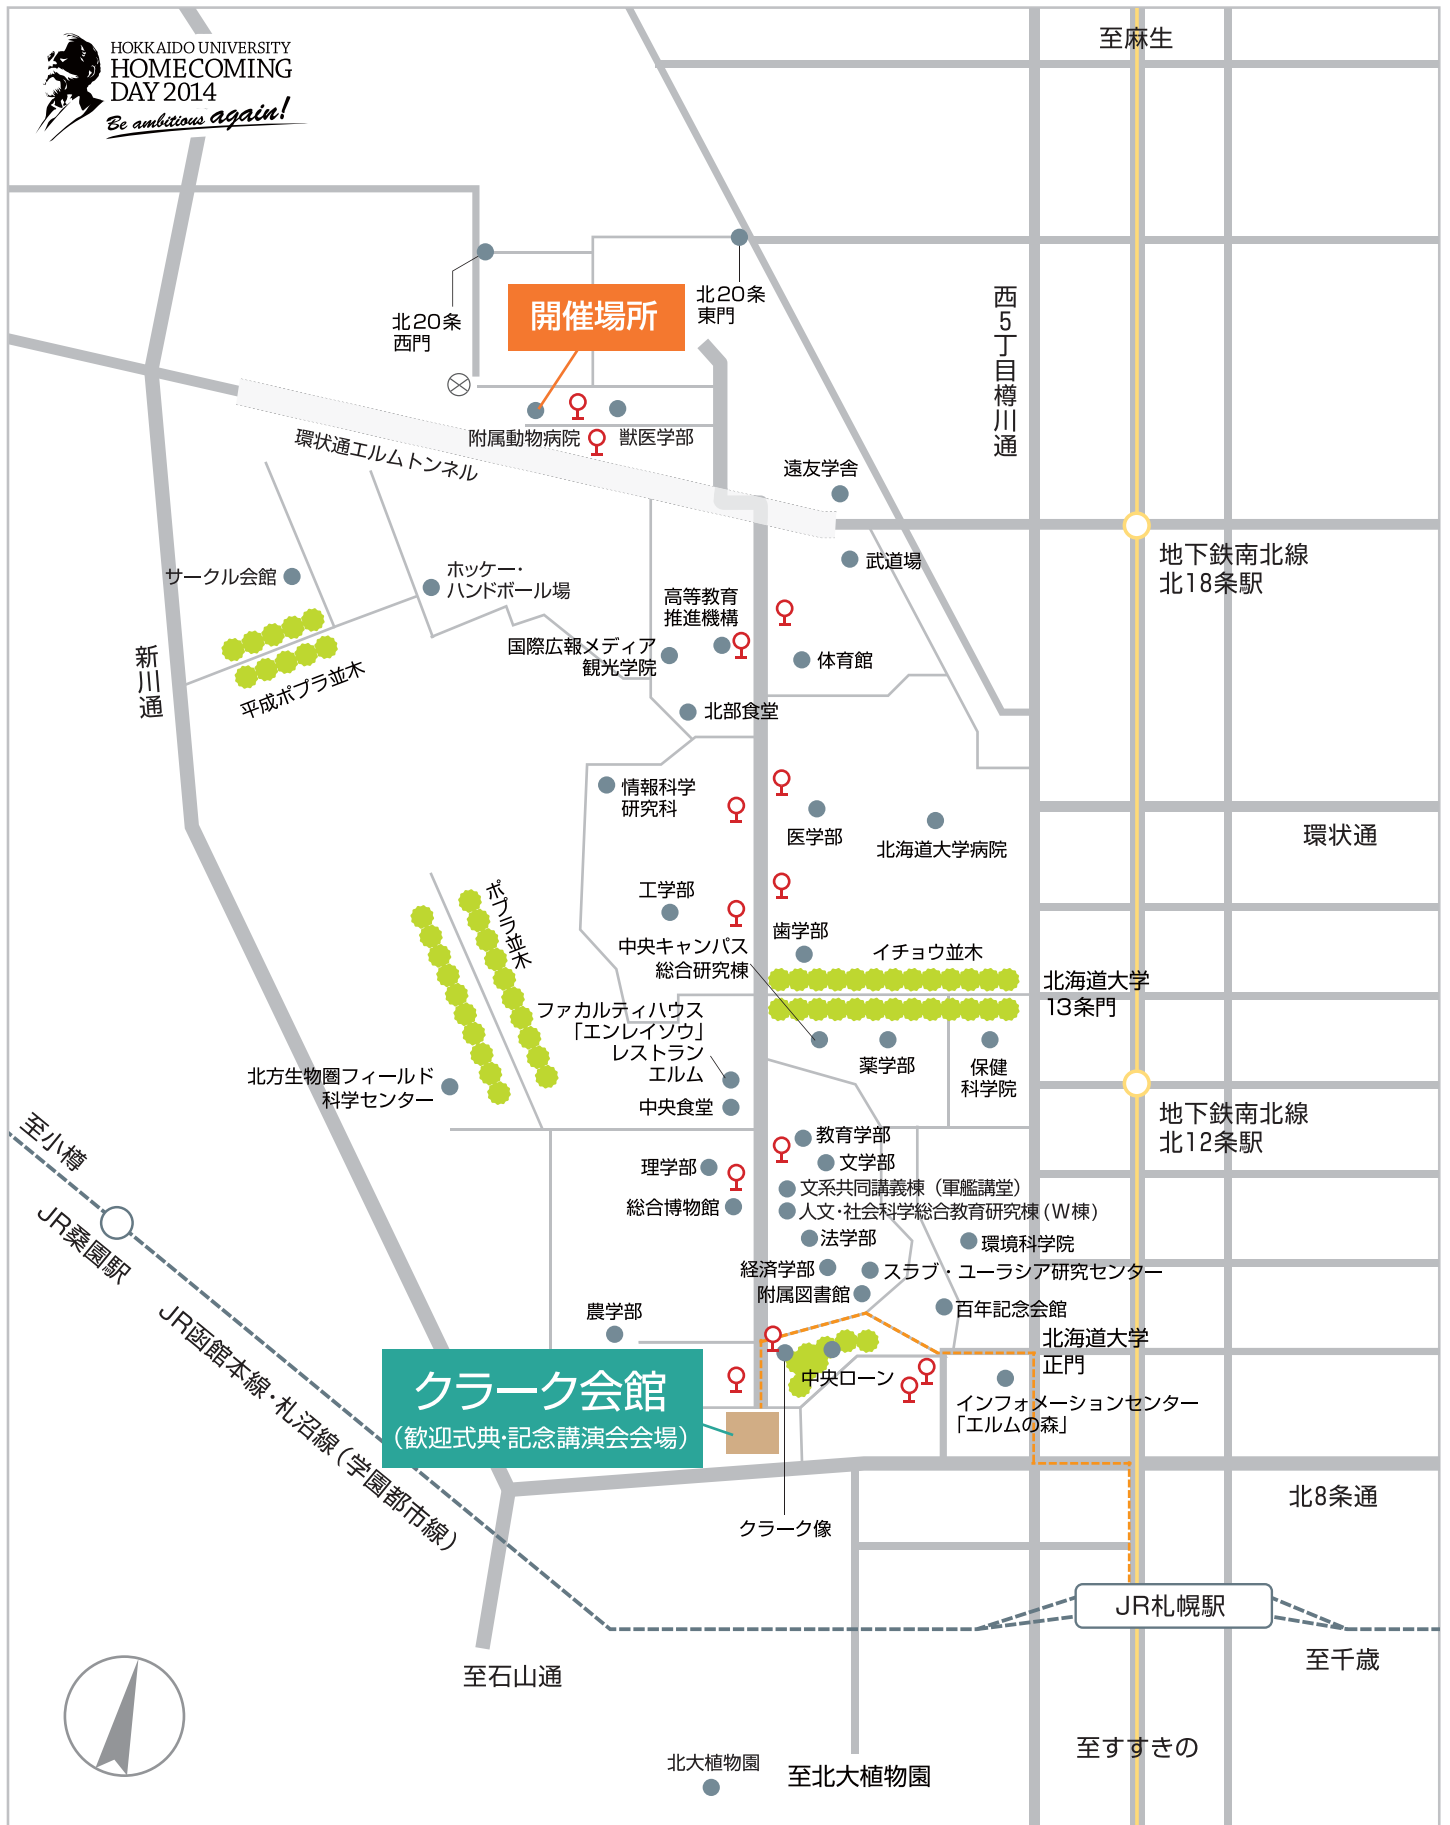 HOKKAIDO UNIVERSITY
HOMECOMING
DAY 2014
Be ambitious again!
至麻生
北20条
西門
開催場所
北20条
東門
西5丁目樽川通
附属動物病院
獣医学部
環状通エルムトンネル
遠友学舎
地下鉄南北線
北18条駅
武道場
サークル会館
ホッケー・
ハンドボール場
高等教育
推進機構
国際広報メディア
観光学院
体育館
新川通
平成ポプラ並木
北部食堂
情報科学
研究科
医学部
北海道大学病院
環状通
工学部
ポプラ並木
歯学部
中央キャンパス
総合研究棟
イチョウ並木
北海道大学
13条門
ファカルティハウス
「エンレイソウ」
レストラン
エルム
薬学部
保健
科学院
北方生物圏フィールド
科学センター
中央食堂
地下鉄南北線
北12条駅
至小樽
教育学部
文学部
理学部
文系共同講義棟（軍艦講堂）
総合博物館
人文・社会科学総合教育研究棟(W棟)
JR桑園駅
法学部
環境科学院
経済学部
スラブ・ユーラシア研究センター
附属図書館
百年記念会館
農学部
JR函館本線・札沼線(学園都市線)
北海道大学
正門
クラーク会館
(歓迎式典・記念講演会会場)
中央ローン
インフォメーションセンター
「エルムの森」
北8条通
クラーク像
JR札幌駅
至石山通
至千歳
至すすきの
北大植物園
至北大植物園